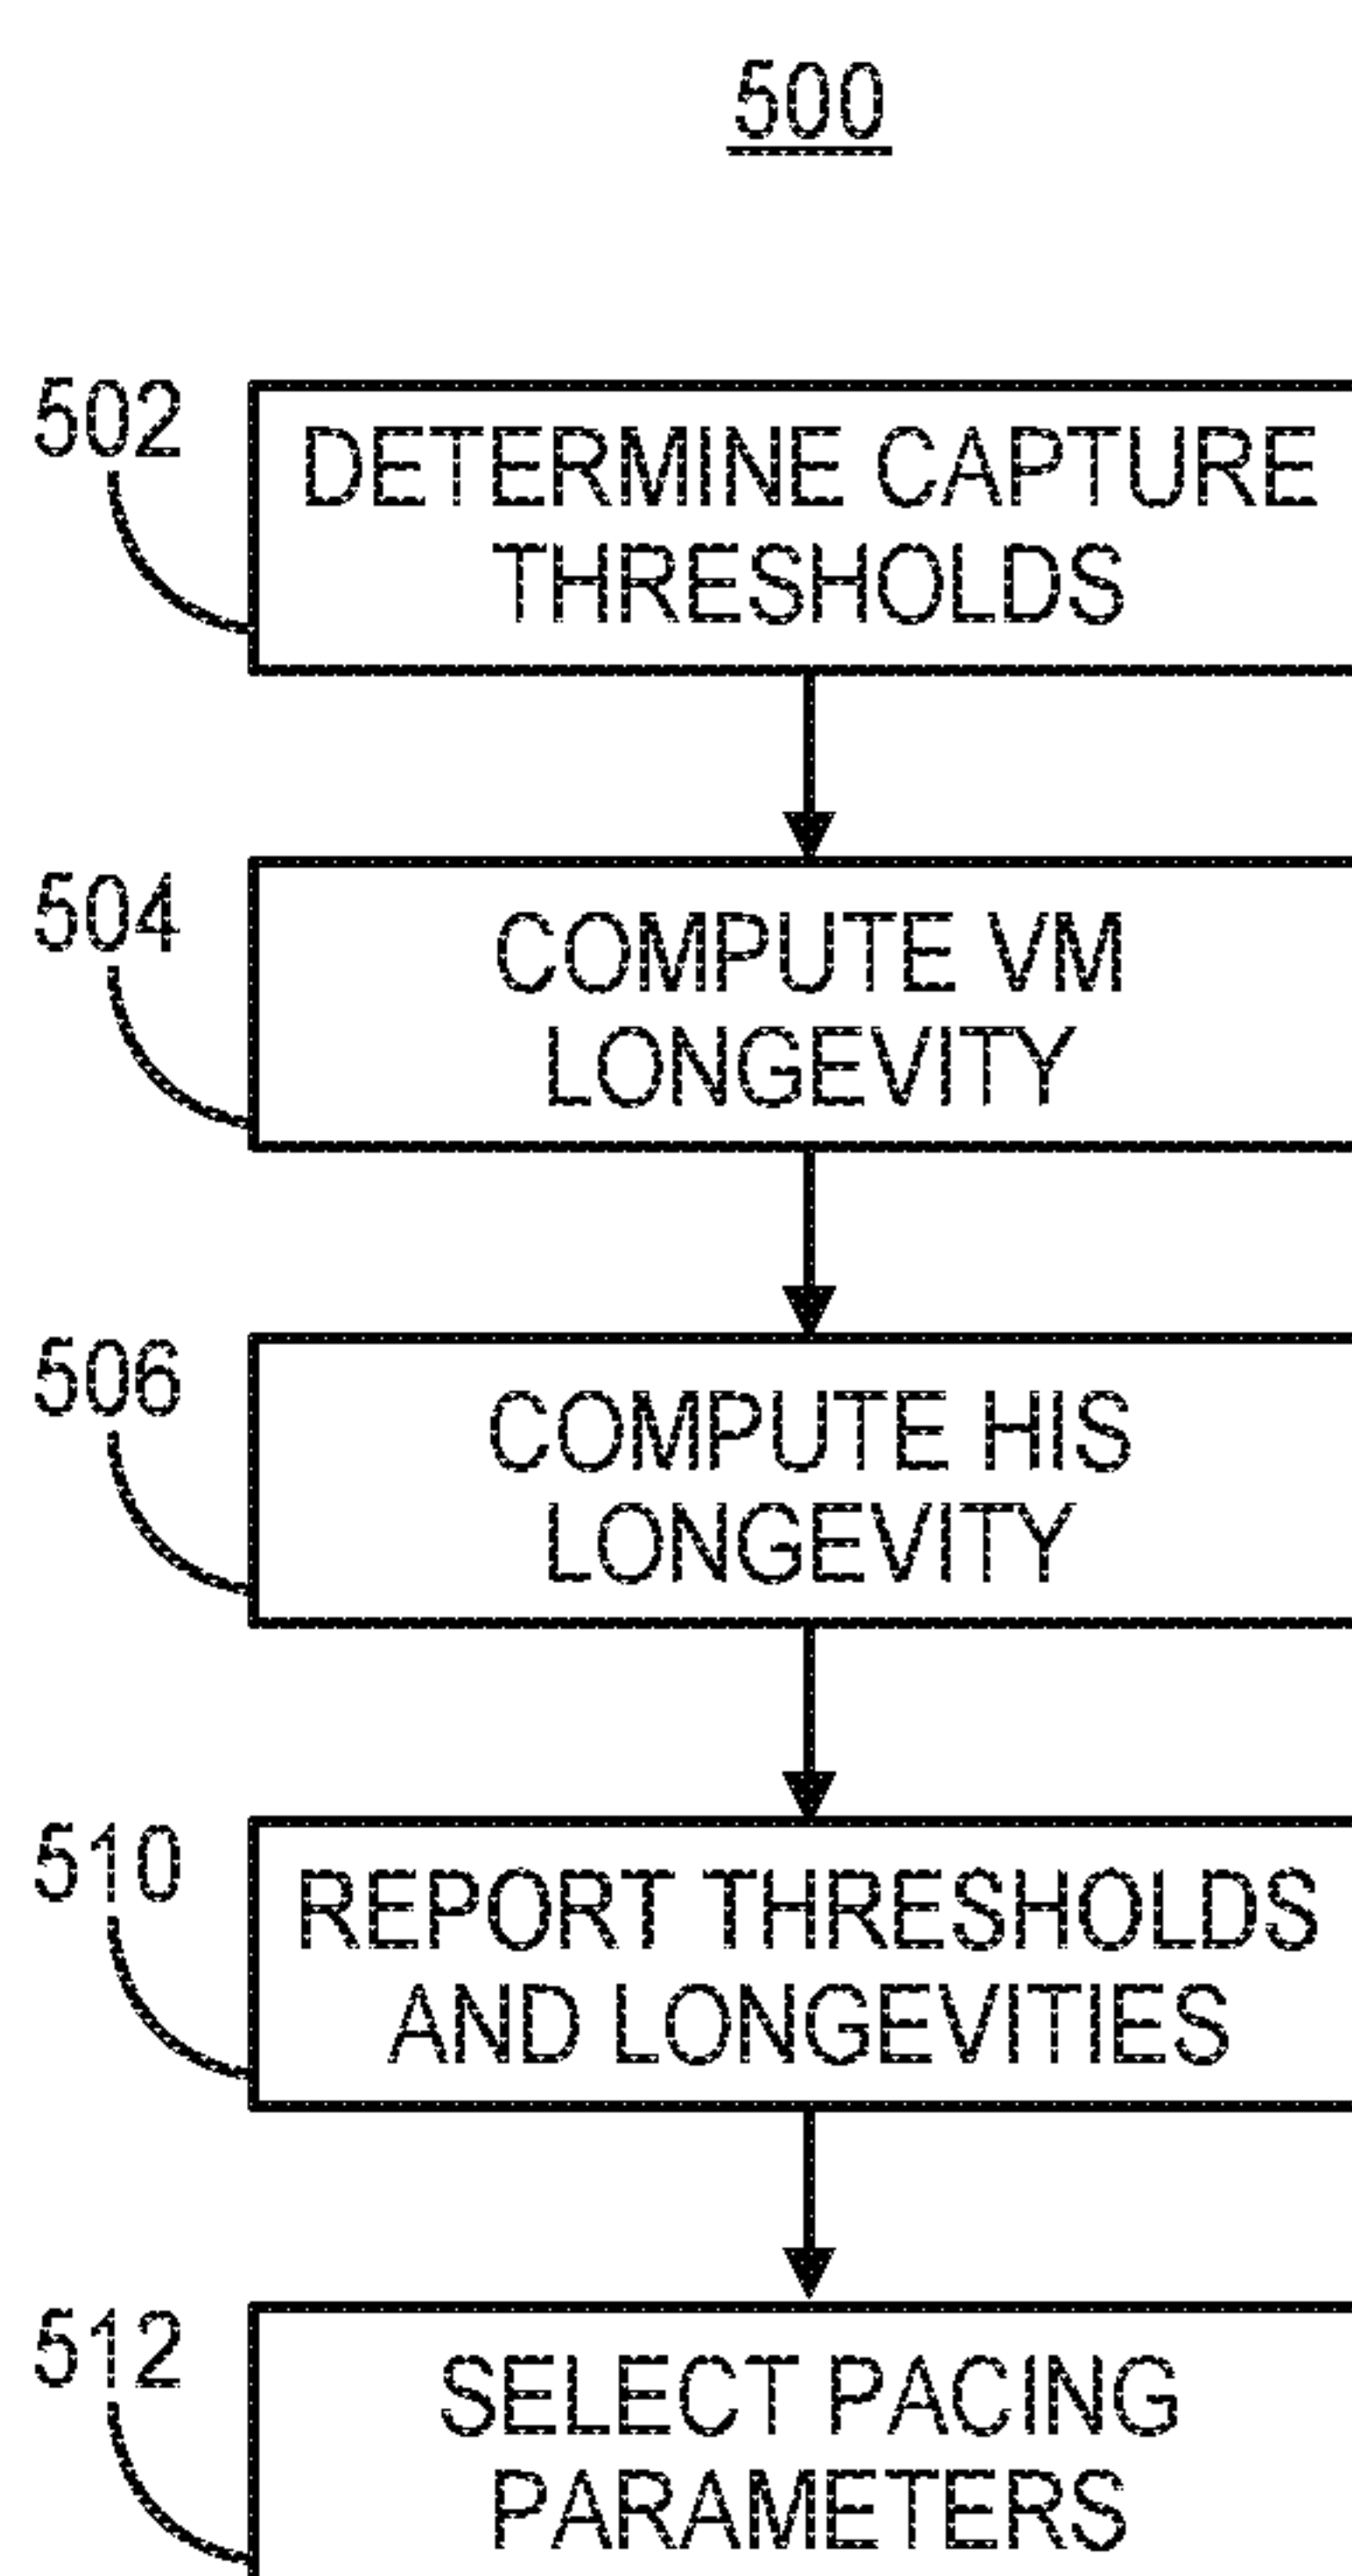 500
502
DETERMINE CAPTURE
THRESHOLDS
504
COMPUTE VM
LONGEVITY
506
COMPUTE HIS
LONGEVITY
510
REPORT THRESHOLDS
AND LONGEVITIES
512
SELECT PACING
PARAMETERS